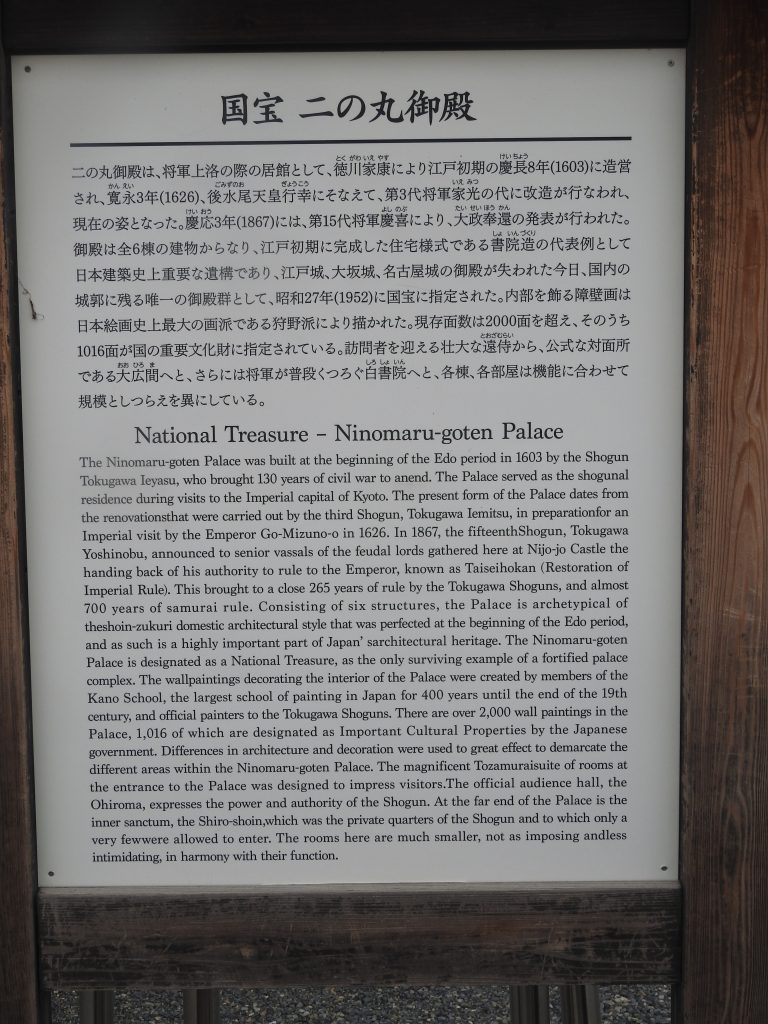 国宝 二の丸御殿
二の丸御殿は、将軍上洛の際の居館として、徳川家康により江戸初期の慶長8年(1603)に造営
され、寛永3年(1626)、後水尾天皇行幸にそなえて、第3代将軍家光の代に改造が行なわれ、
現在の姿となった。慶応3年(1867)には、第15代将軍慶喜により、大政奉還の発表が行われた。
御殿は全6棟の建物からなり、江戸初期に完成した住宅様式である書院造の代表例として
日本建築史上重要な遺構であり、江戸城、大坂城、名古屋城の御殿が失われた今日、国内の
城郭に残る唯一の御殿群として、昭和27年(1952)に国宝に指定された。内部を飾る障壁画は
日本絵画史上最大の画派である狩野派により描かれた。現存面数は2000面を超え、そのうち
1016面が国の重要文化財に指定されている。訪問者を迎える壮大な遠侍から、公式な対面所
である大広間へと、さらには将軍が普段くつろぐ白書院へと、各棟、各部屋は機能に合わせて
規模としつらえを異にしている。
National Treasure – Ninomaru-goten Palace
The Ninomaru-goten Palace was built at the beginning of the Edo period in 1603 by the Shogun
Tokugawa Ieyasu, who brought 130 years of civil war to anend. The Palace served as the shogunal
residence during visits to the Imperial capital of Kyoto. The present form of the Palace dates from
the renovationsthat were carried out by the third Shogun, Tokugawa Iemitsu, in preparationfor an
Imperial visit by the Emperor Go-Mizuno-o in 1626. In 1867, the fifteenthShogun, Tokugawa
Yoshinobu, announced to senior vassals of the feudal lords gathered here at Nijo-jo Castle the
handing back of his authority to rule to the Emperor, known as Taiseihokan (Restoration of
Imperial Rule). This brought to a close 265 years of rule by the Tokugawa Shoguns, and almost
700 years of samurai rule. Consisting of six structures, the Palace is archetypical of
theshoin-zukuri domestic architectural style that was perfected at the beginning of the Edo period,
and as such is a highly important part of Japan' sarchitectural heritage. The Ninomaru-goten
Palace is designated as a National Treasure, as the only surviving example of a fortified palace
complex. The wallpaintings decorating the interior of the Palace were created by members of the
Kano School, the largest school of painting in Japan for 400 years until the end of the 19th
century, and official painters to the Tokugawa Shoguns. There are over 2,000 wall paintings in the
Palace, 1,016 of which are designated as Important Cultural Properties by the Japanese
government. Differences in architecture and decoration were used to great effect to demarcate the
different areas within the Ninomaru-goten Palace. The magnificent Tozamuraisuite of rooms at
the entrance to the Palace was designed to impress visitors.The official audience hall, the
Ohiroma, expresses the power and authority of the Shogun. At the far end of the Palace is the
inner sanctum, the Shiro-shoin,which was the private quarters of the Shogun and to which only a
very fewwere allowed to enter. The rooms here are much smaller, not as imposing andless
intimidating, in harmony with their function.